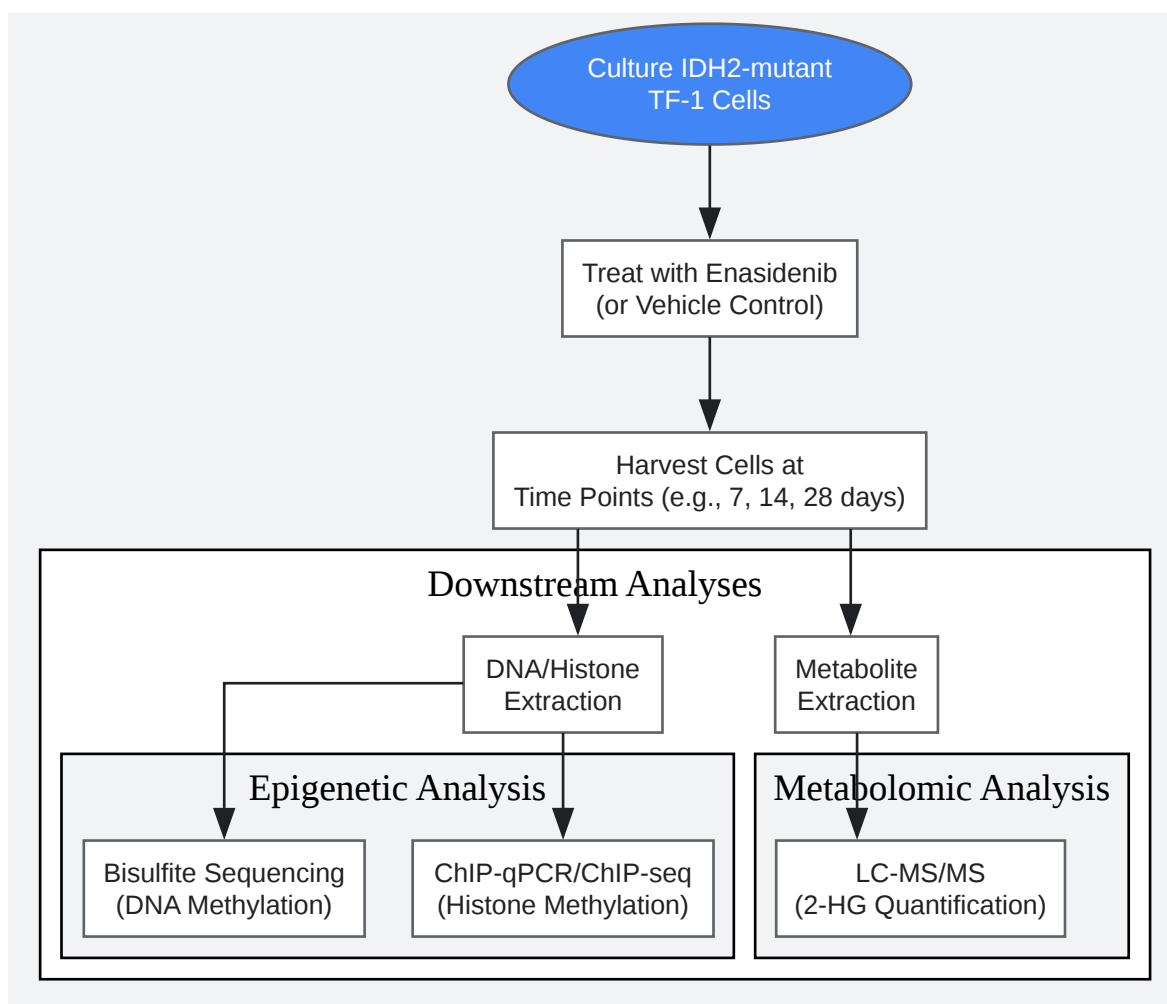 Culture IDH2-mutant
TF-1 Cells
Treat with Enasidenib
(or Vehicle Control)
Harvest Cells at
Time Points (e.g., 7, 14, 28 days)
Downstream Analyses
DNA/Histone
Extraction
Metabolite
Extraction
Epigenetic Analysis
Metabolomic Analysis
Bisulfite Sequencing
(DNA Methylation)
ChIP-qPCR/ChIP-seq
(Histone Methylation)
LC-MS/MS
(2-HG Quantification)